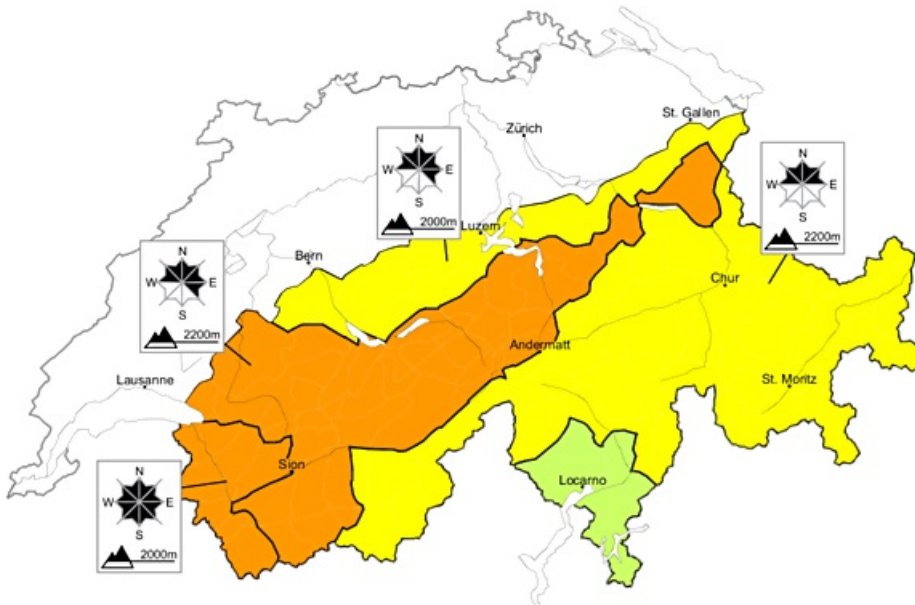 St. Gallen
Zürich
N
W E
S
2000m
Luzern
N
W E
S
2200m
Bern
N
W E
S
2200m
Chur
Andermatt
Lausanne
St. Moritz
Sion
Locarno
N
W E
S
2000m